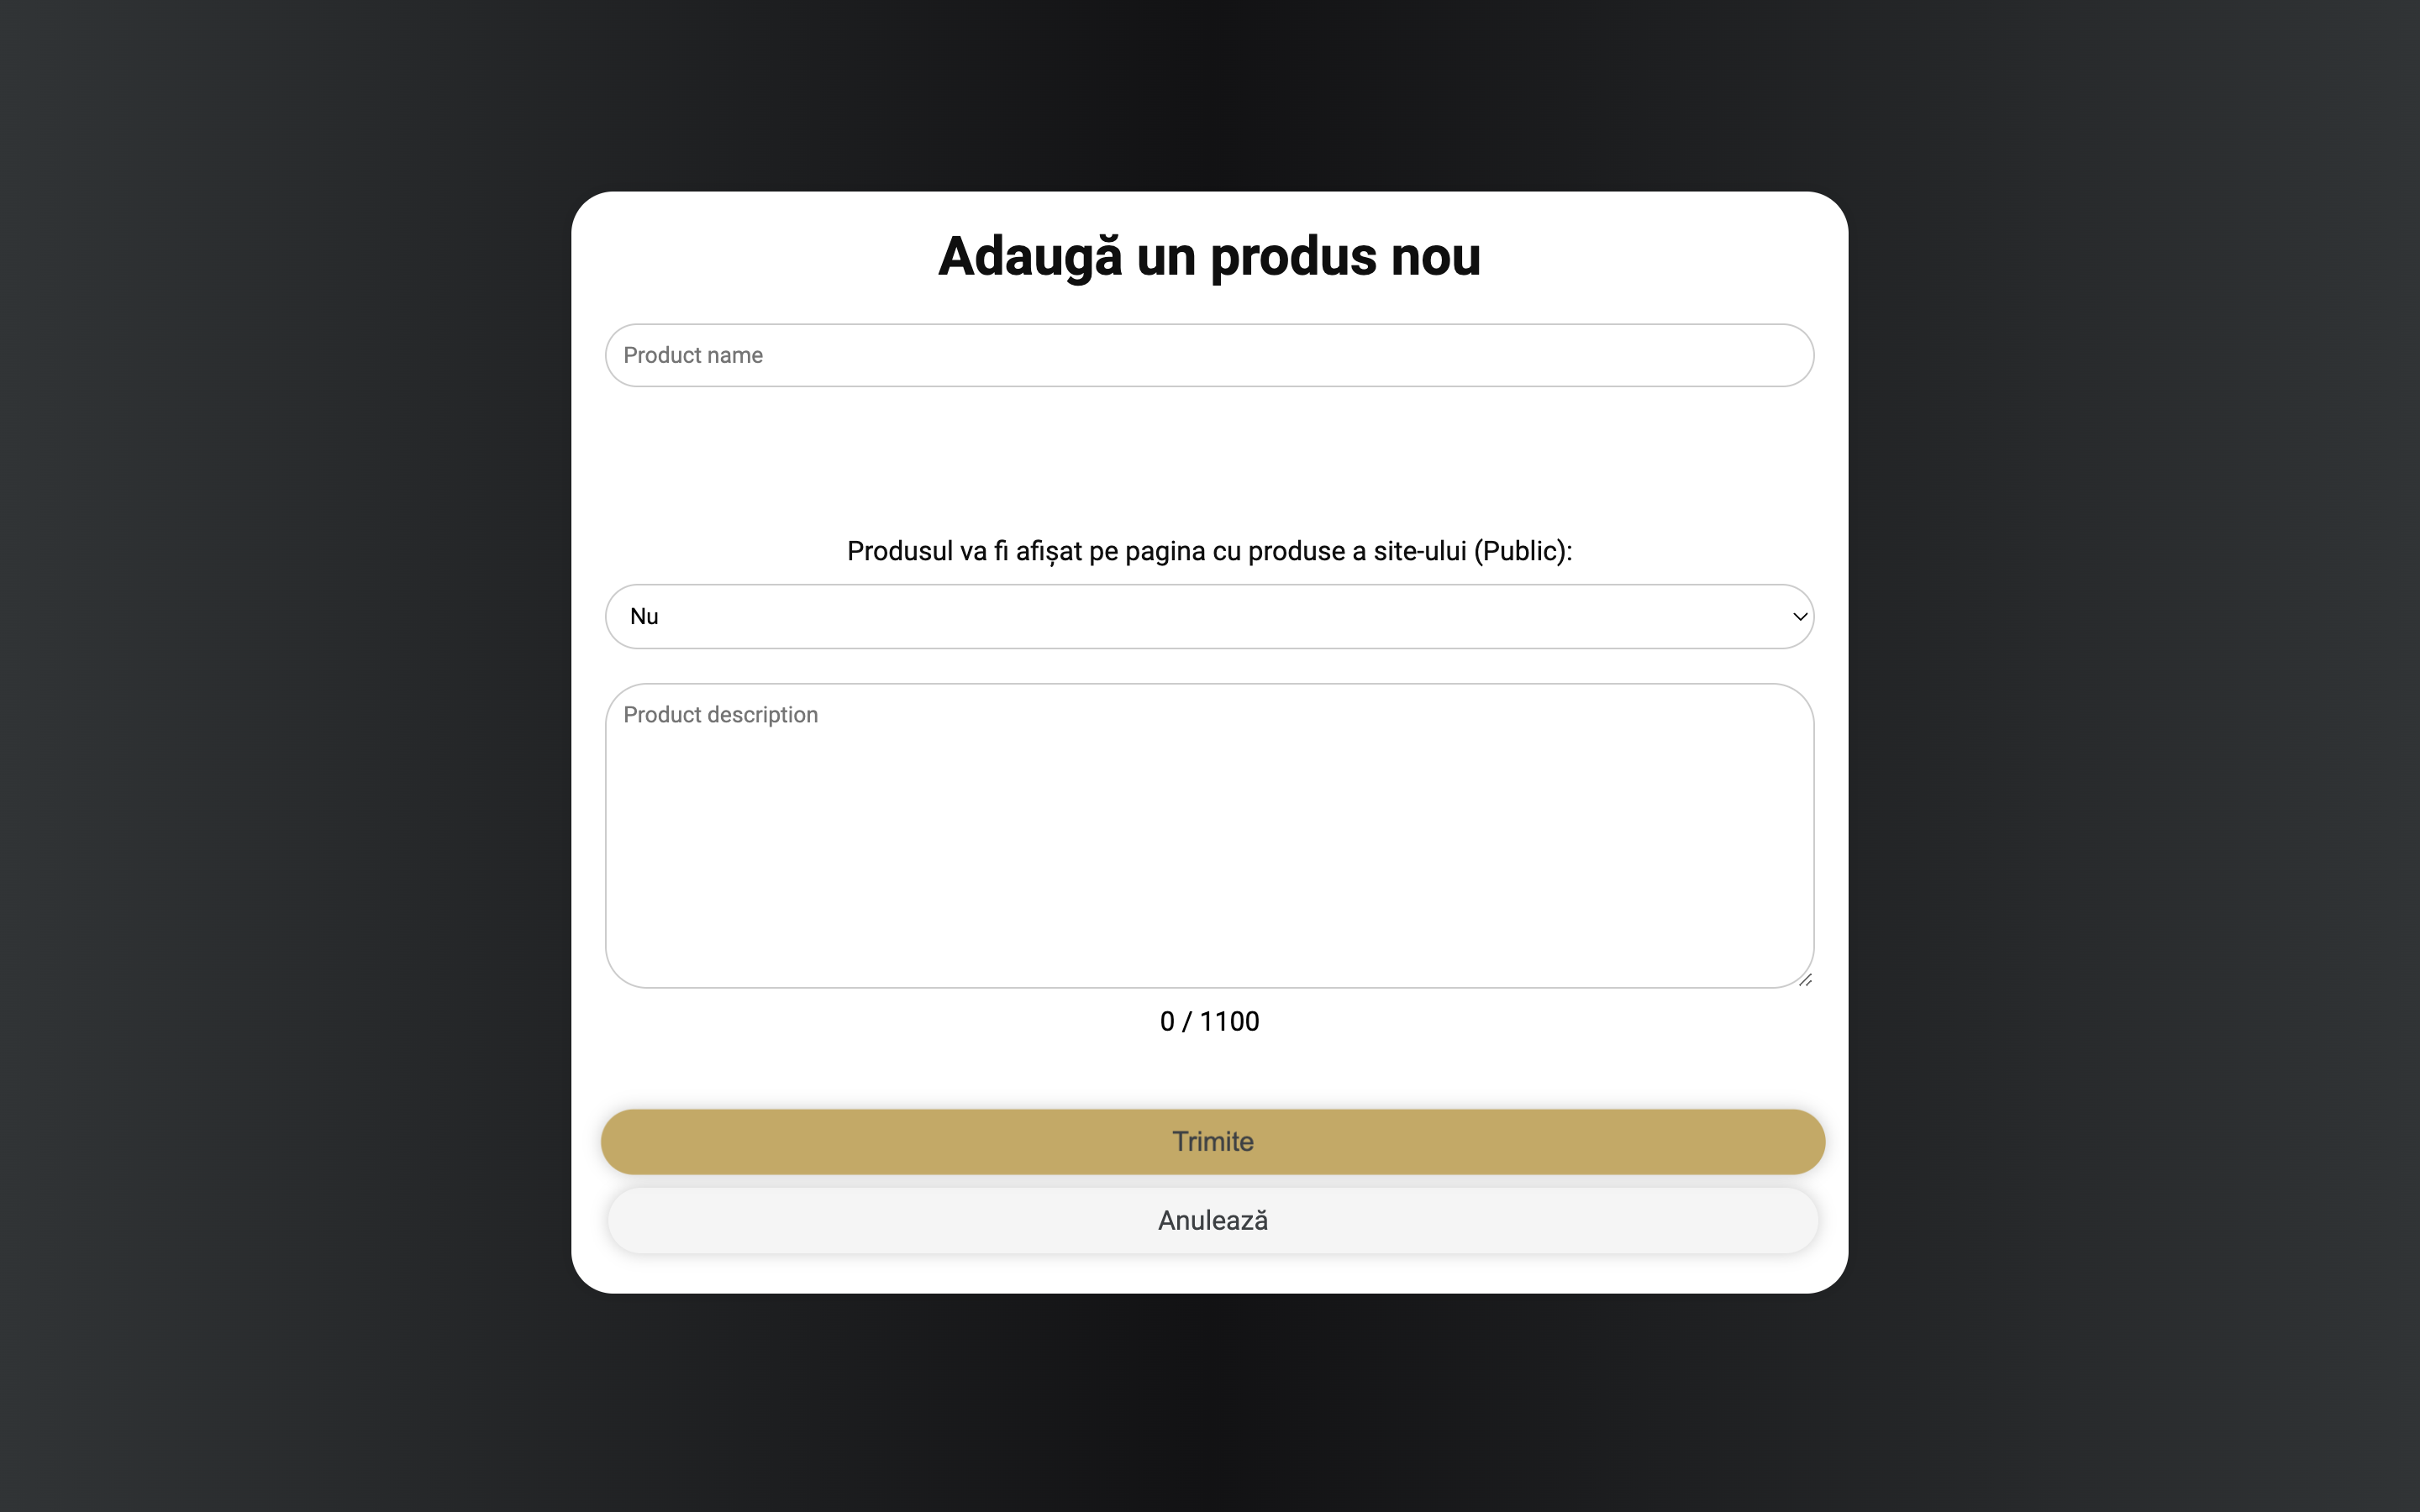 Adaugă un produs nou
Product name
Produsul va fi afișat pe pagina cu produse a site-ului (Public):
Nu
Product description
0 / 1100
Trimite
Anulează